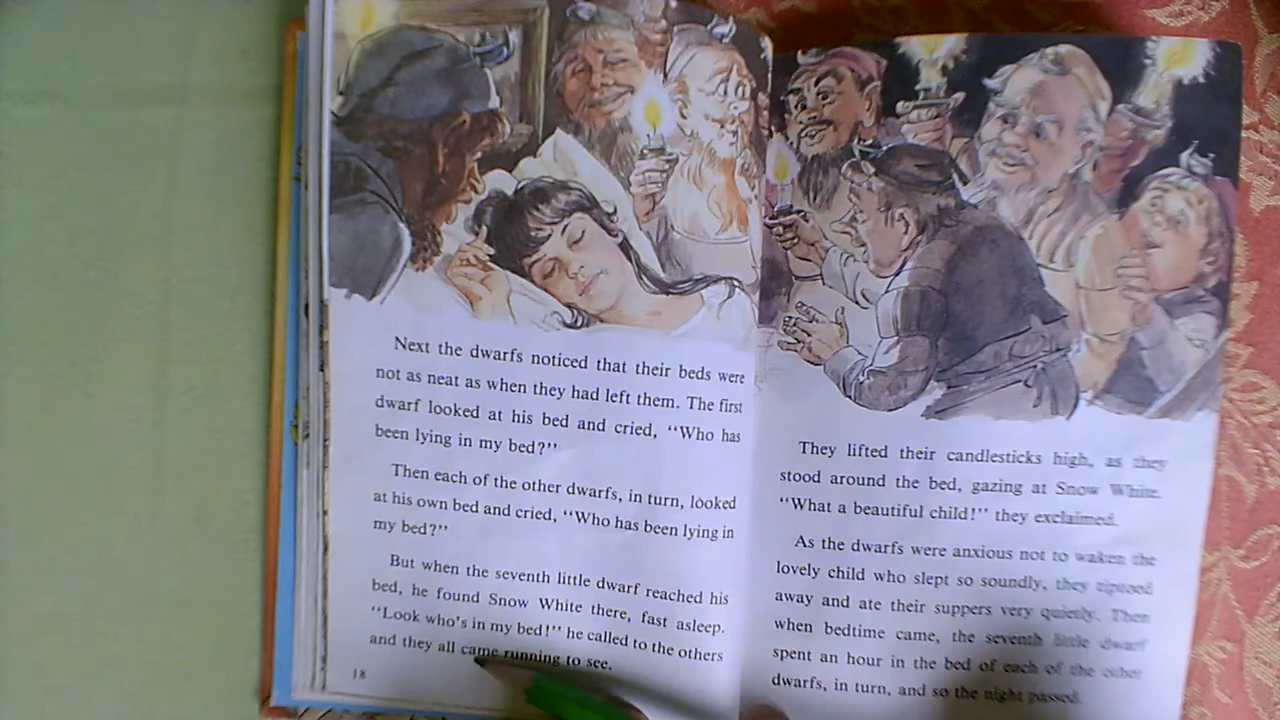 Next the dwarfs noticed that their beds were
not as neat as when they had left them. The first
dwarf looked at his bed and cried, “Who has
been lying in my bed?”
Then each of the other dwarfs, in turn, looked
at his own bed and cried, “Who has been lying in
my bed?”
But when the seventh little dwarf reached his
bed, he found Snow White there, fast asleep.
“Look who's in my bed!” he called to the others
and they all came running to see.
18
They lifted their candlesticks high, as they
stood around the bed, gazing at Snow White.
“What a beautiful child!” they exclaimed.
As the dwarfs were anxious not to waken the
lovely child who slept so soundly, they tiptoed
away and ate their suppers very quietly. Then
when bedtime came, the seventh little dwarf
spent an hour in the bed of each of the other
dwarfs, in turn, and so the night passed.